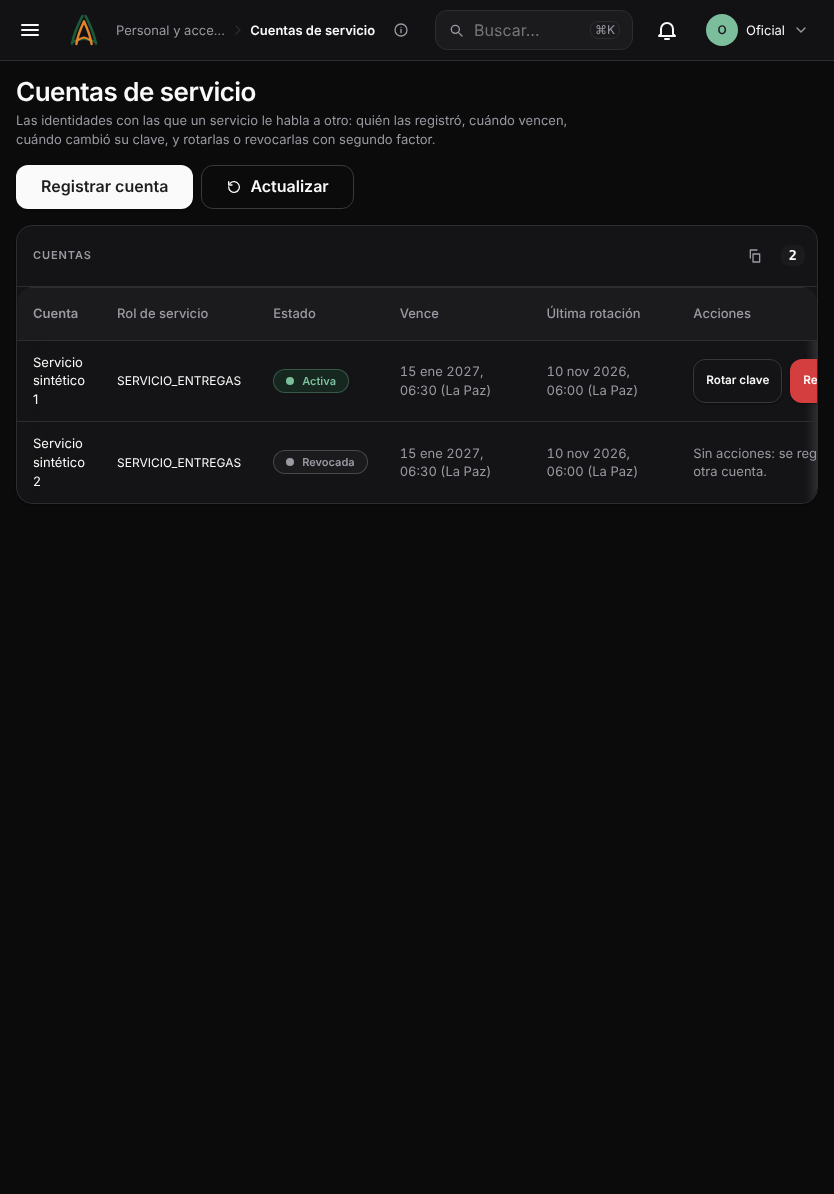 Personal y acce... Cuentas de servicio Buscar... ⌘K O Oficial
Cuentas de servicio
Las identidades con las que un servicio le habla a otro: quién las registró, cuándo vencen,
cuándo cambió su clave, y rotarlas o revocarlas con segundo factor.
Registrar cuenta Actualizar
CUENTAS 2
Cuenta Rol de servicio Estado Vence Última rotación Acciones
Servicio
sintético
1
SERVICIO_ENTREGAS
Activa
15 ene 2027,
06:30 (La Paz)
10 nov 2026,
06:00 (La Paz)
Rotar clave
Servicio
sintético
2
SERVICIO_ENTREGAS
Revocada
15 ene 2027,
06:30 (La Paz)
10 nov 2026,
06:00 (La Paz)
Sin acciones: se reg
otra cuenta.